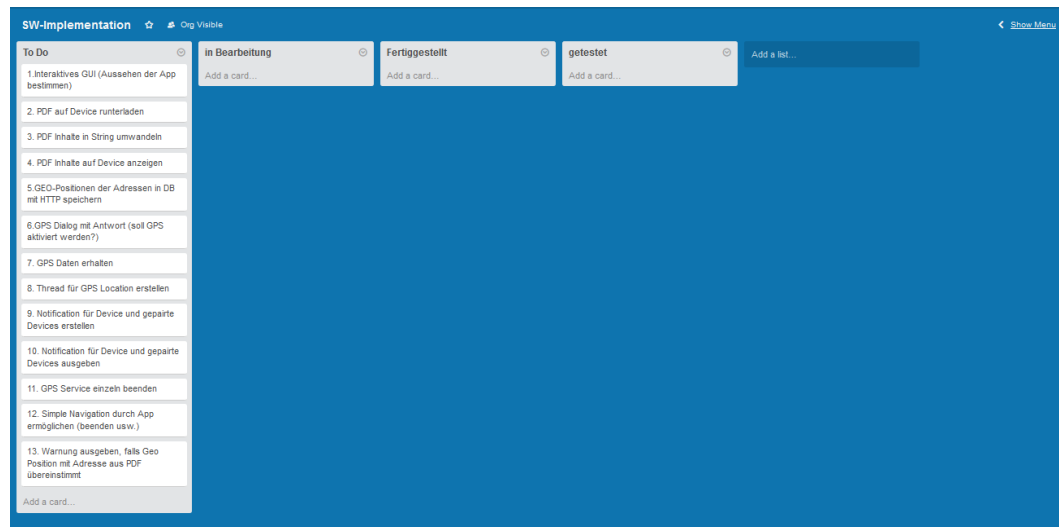 SW-Implementation
Org Visible
Show Menu
To Do
1.Interaktives GUI (Aussehen der App
bestimmen)
2. PDF auf Device runterladen
3. PDF Inhalte in String umwandeln
4. PDF Inhalte auf Device anzeigen
5.GEO-Positionen der Adressen in DB
mit HTTP speichern
6.GPS Dialog mit Antwort (soll GPS
aktiviert werden?)
7. GPS Daten erhalten
8. Thread für GPS Location erstellen
9. Notification für Device und gepairte
Devices erstellen
10. Notification für Device und gepairte
Devices ausgeben
11. GPS Service einzeln beenden
12. Simple Navigation durch App
ermöglichen (beenden usw.)
13. Warnung ausgeben, falls Geo
Position mit Adresse aus PDF
übereinstimmt
Add a card...
in Bearbeitung
Add a card...
Fertiggestellt
Add a card...
getestet
Add a card...
Add a list...